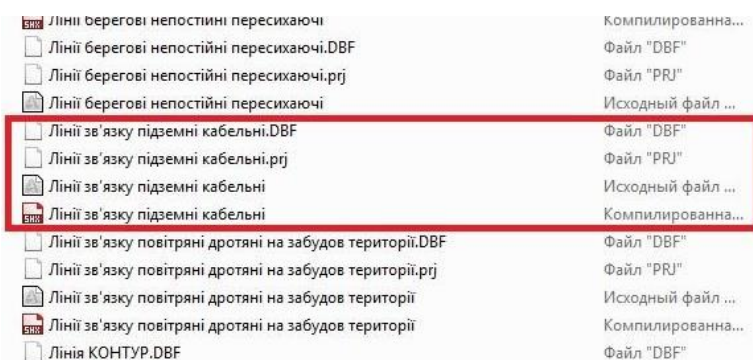 Лінії берегові непостійні пересихаючі Компилированна...
Лінії берегові непостійні пересихаючі.DBF Файл "DBF"
Лінії берегові непостійні пересихаючі.prj Файл "PRJ"
Лінії берегові непостійні пересихаючі Исходный файл ...
Лінії зв'язку підземні кабельні.DBF Файл "DBF"
Лінії зв'язку підземні кабельні.prj Файл "PRJ"
Лінії зв'язку підземні кабельні Исходный файл ...
SHX Лінії зв'язку підземні кабельні Компилированна...
Лінії зв'язку повітряні дротяні на забудов території.DBF Файл "DBF"
Лінії зв'язку повітряні дротяні на забудов території.prj Файл "PRJ"
Лінії зв'язку повітряні дротяні на забудов території Исходный файл ...
SHX Лінії зв'язку повітряні дротяні на забудов території Компилированна...
Лінія КОНТУР.DBF Файл "DBF"